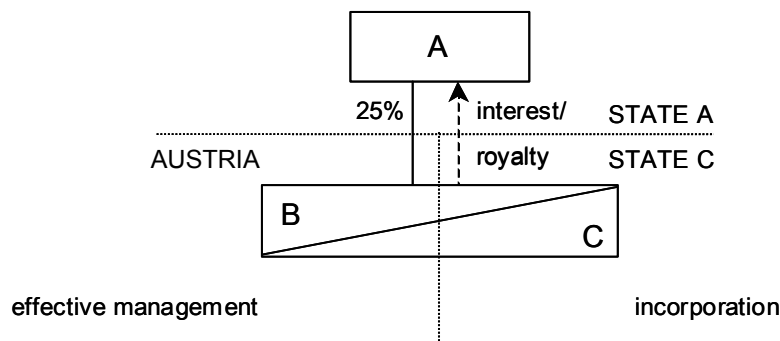 A
25% interest/ STATE A
AUSTRIA royalty STATE C
B
C
effective management incorporation